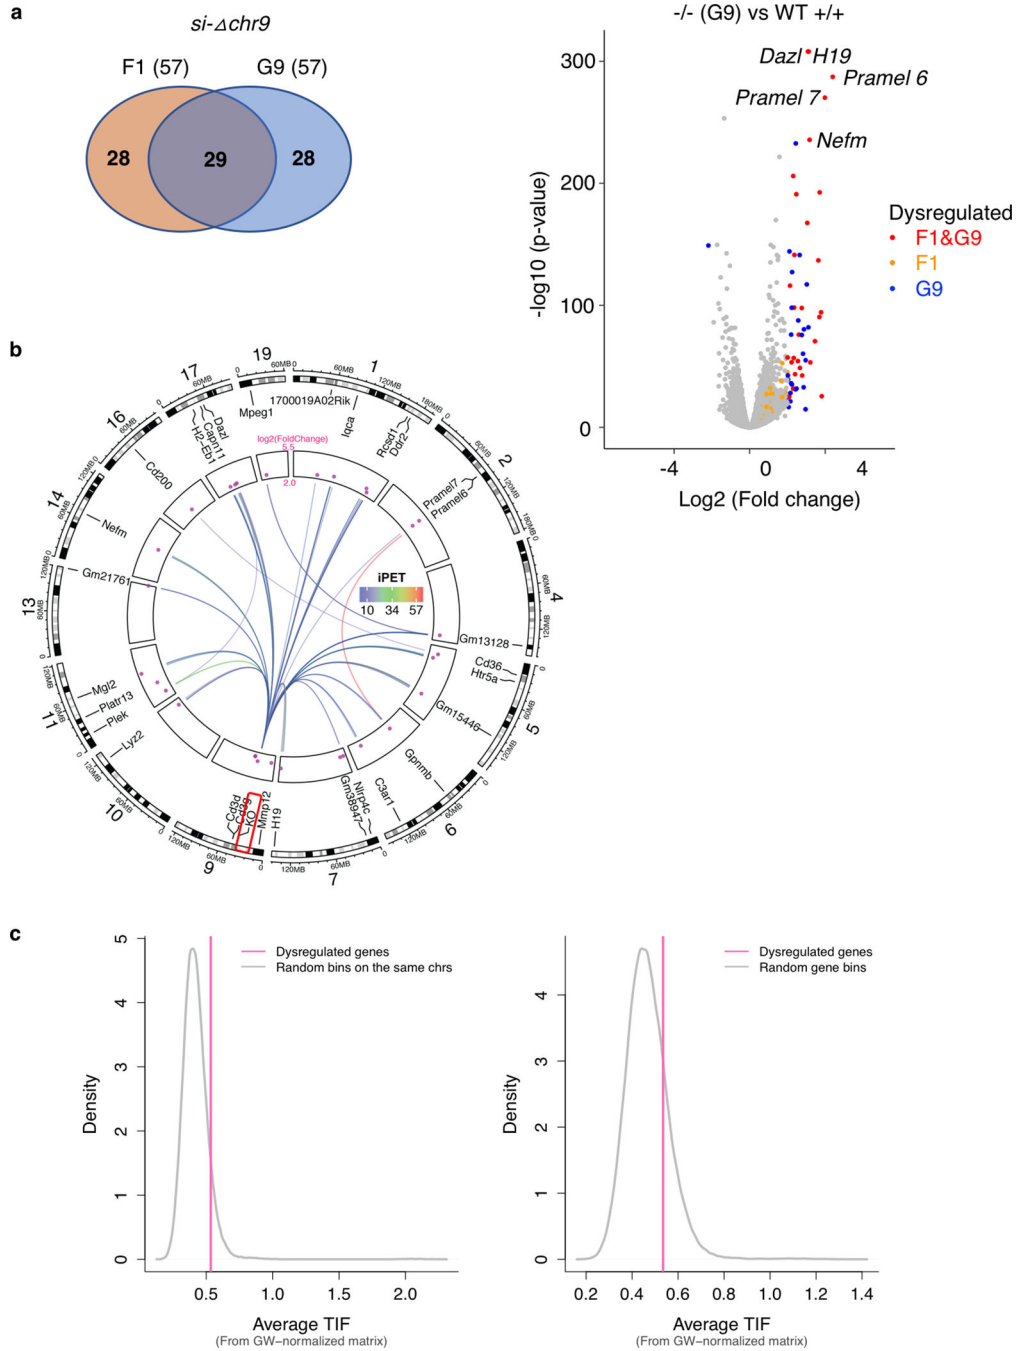 a
si-Δchr9
F1 (57)
G9 (57)
28
29
28
-/- (G9) vs WT +/+
-log10 (p-value)
300
200
100
0
Dazl H19
Pramel 6
Pramel 7
Nefm
-4
0
4
Log2 (Fold change)
Dysregulated
F1&G9
F1
G9
b
19
1
2
4
5
6
7
9
10
11
13
14
16
17
Mpeg1
1700019A02Rik
Iqca
Rcsd1
Ddr2
Pramel7
Pramel6
Gm13128
Cd36
Htr5a
Gm15446
Gpnmb
C3ar1
Nlrp4c
Gm38947
H19
Mmp12
KO
Cd3g
Cd3d
Lyz2
Plek
Platr13
Mgl2
Gm21761
Nefm
Cd200
H2-Eb1
Capn11
Dazl
0
60MB
120MB
180MB
log2(FoldChange)
5.5
2.0
iPET
10
34
57
c
Density
5
4
3
2
1
0
Dysregulated genes
Random bins on the same chrs
0.5
1.0
1.5
2.0
Average TIF
(From GW−normalized matrix)
Density
4
3
2
1
0
Dysregulated genes
Random gene bins
0.2
0.4
0.6
0.8
1.0
1.2
1.4
Average TIF
(From GW−normalized matrix)